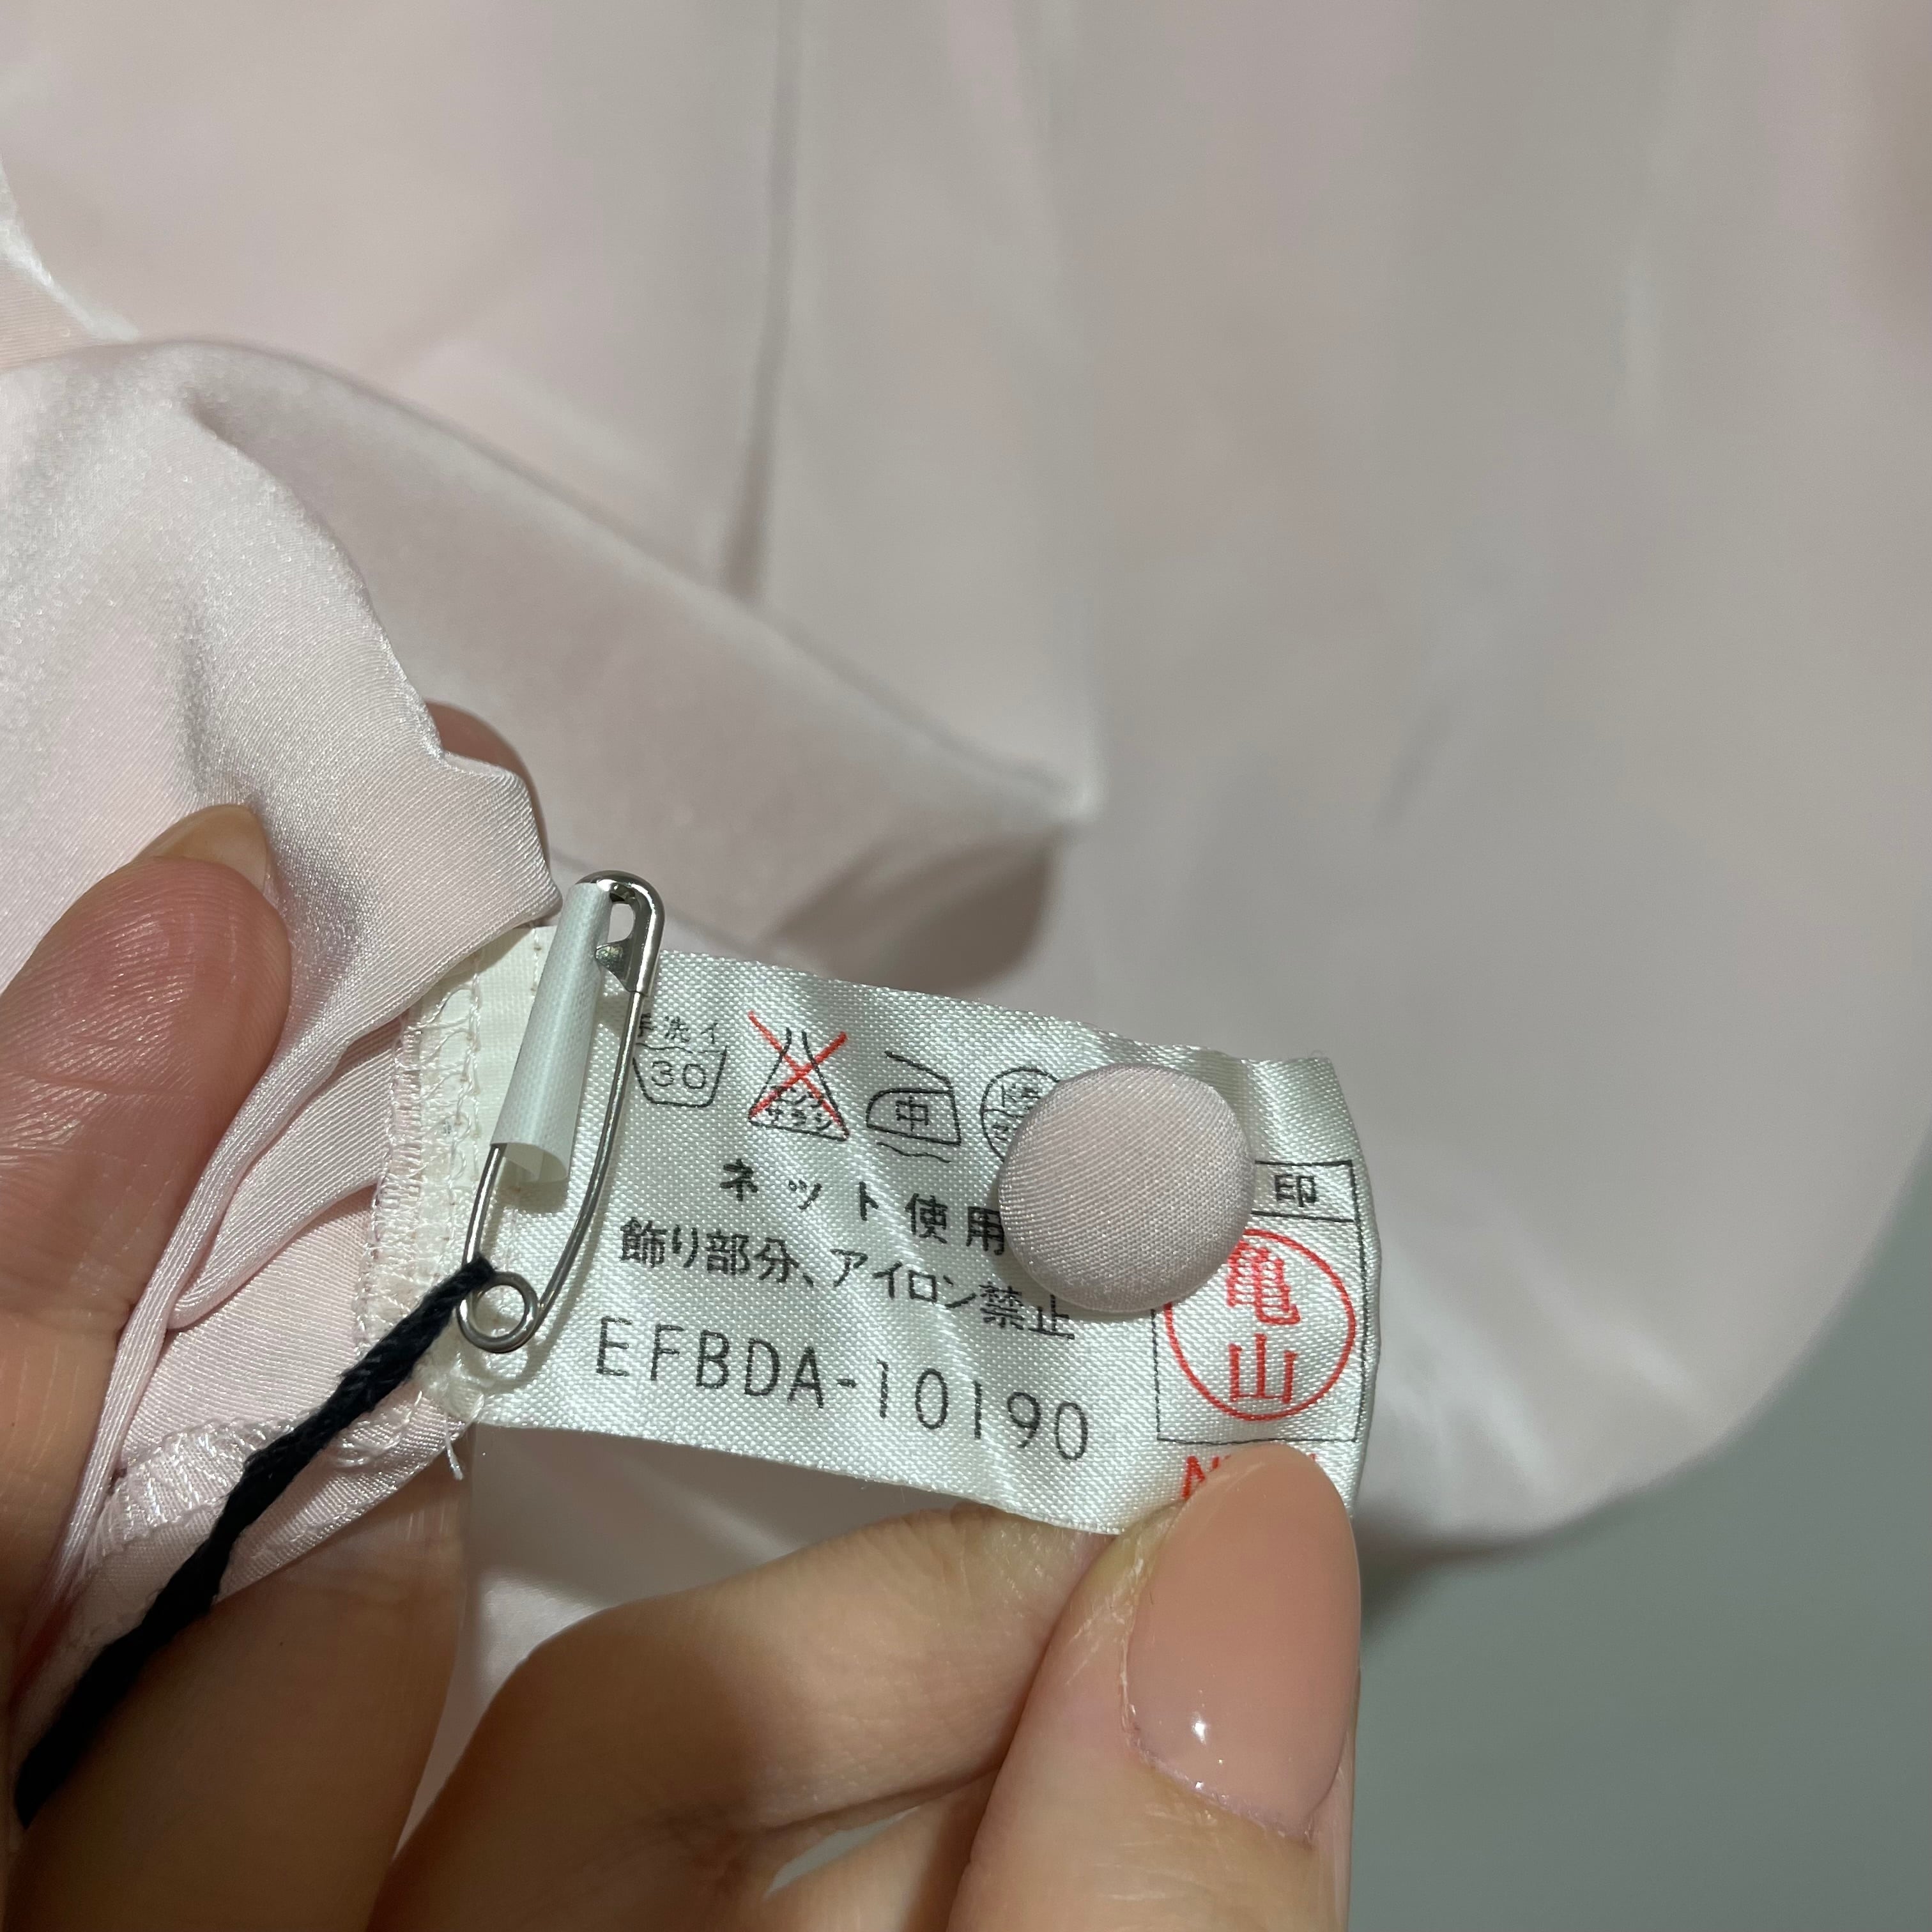 手洗イ
30
中
ネット使用
飾り部分、アイロン禁止
EFBDA-10190
印
亀山